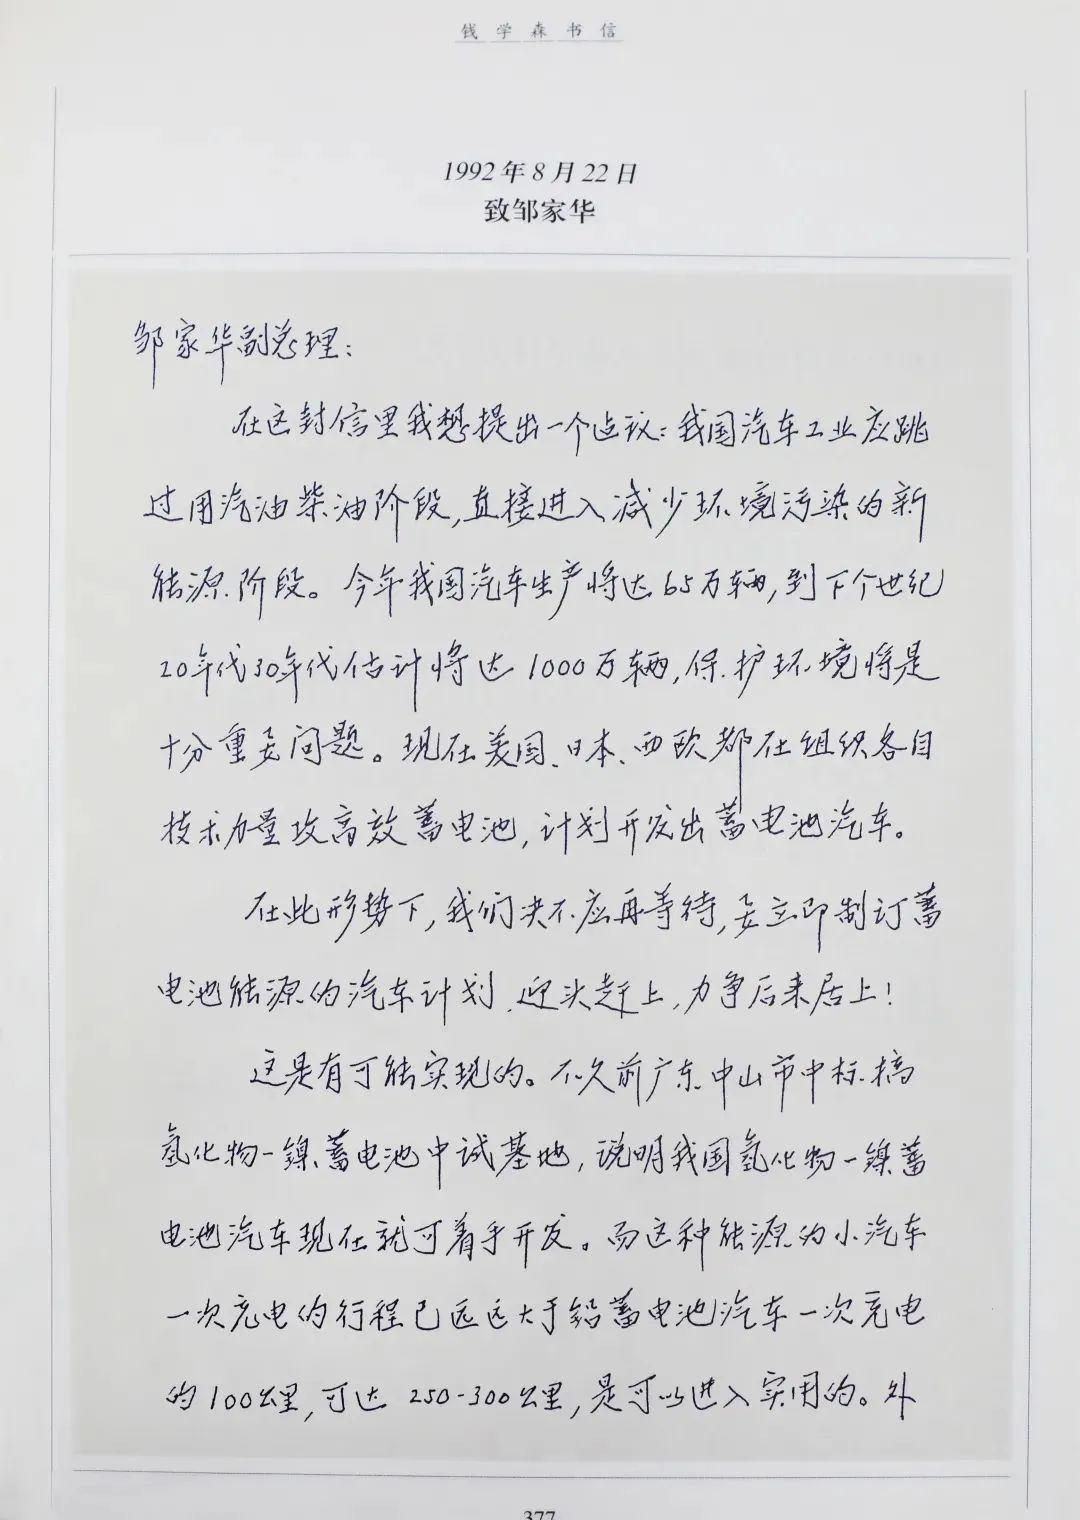 钱学森书信
1992年8月22日
致邹家华
邹家华副总理：
在这封信里我想提出一个建议：我国汽车工业应跳
过用汽油柴油阶段，直接进入减少环境污染的新
能源阶段。今年我国汽车生产将达65万辆，到下个世纪
20年代30年代估计将达1000万辆，保护环境将是
十分重要问题。现在美国、日本、西欧都在组织各自
技术力量攻高效蓄电池，计划开发出蓄电池汽车。
在此形势下，我们决不应再等待，要立即制订蓄
电池能源的汽车计划，迎头赶上，力争后来居上！
这是有可能实现的。不久前广东中山市中标搞
氢化物-镍蓄电池中试基地，说明我国氢化物-镍蓄
电池汽车现在就可着手开发。而这种能源的小汽车
一次充电的行程已远远大于铅蓄电池汽车一次充电
的100公里，可达250-300公里，是可以进入实用的。外
377